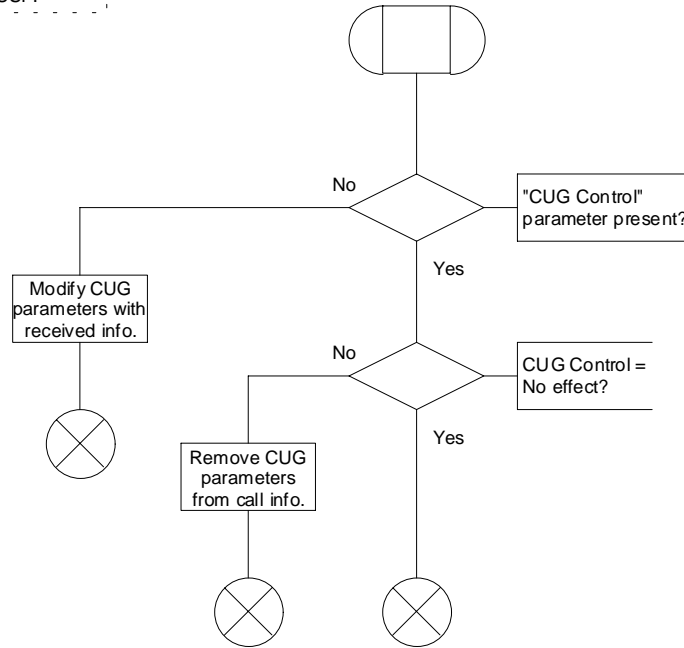 No
"CUG Control"
parameter present?
Yes
Modify CUG
parameters with
received info.
No
CUG Control =
No effect?
Yes
Remove CUG
parameters
from call info.